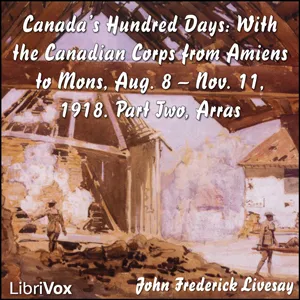 Canada's Hundred Days: With
the Canadian Corps from Amiens
to Mons, Aug. 8 – Nov. 11,
1918. Part Two, Arras
LibriVox
John Frederick Livesay